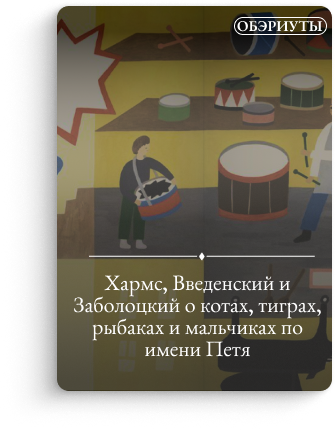 ОБЭРИУТЫ
Хармс, Введенский и
Заболоцкий о котах, тиграх,
рыбаках и мальчиках по
имени Петя